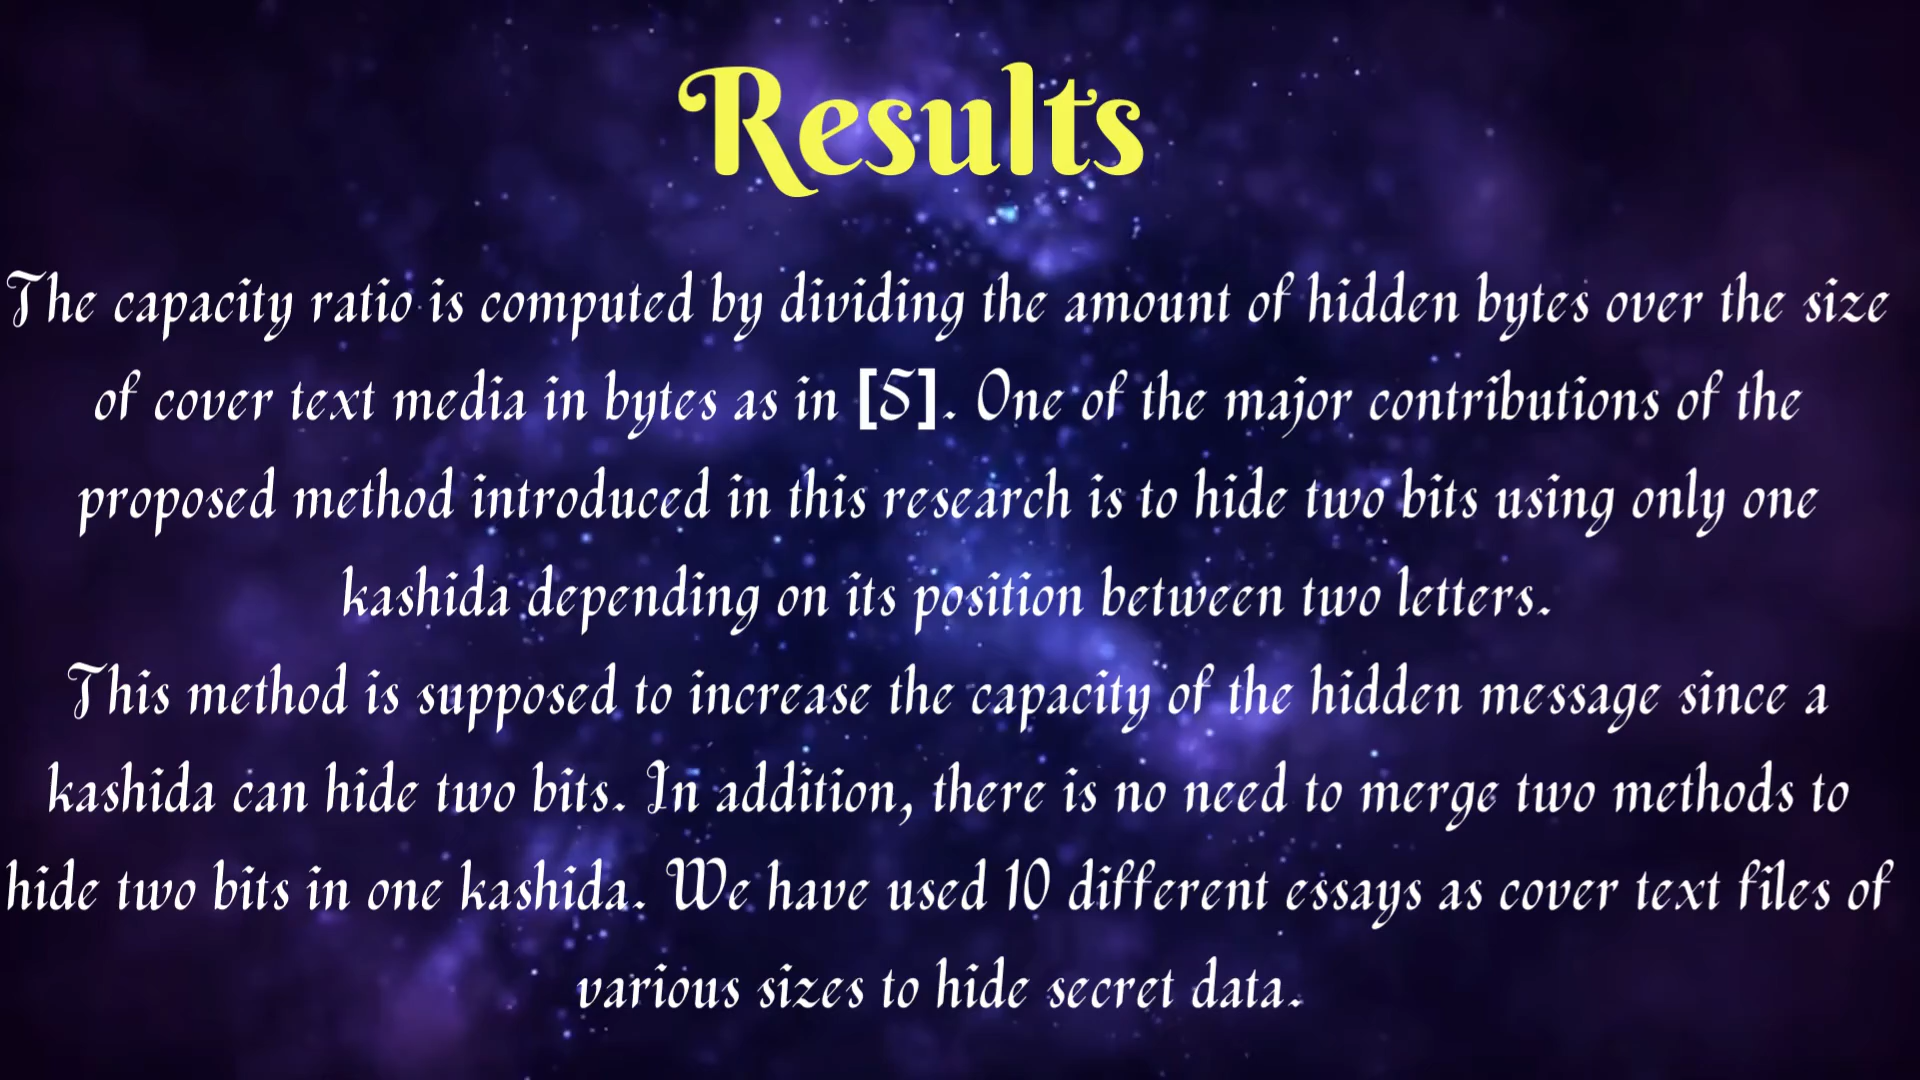 Results
The capacity ratio is computed by dividing the amount of hidden bytes over the size
of cover text media in bytes as in [5]. One of the major contributions of the
proposed method introduced in this research is to hide two bits using only one
kashida depending on its position between two letters.
This method is supposed to increase the capacity of the hidden message since a
kashida can hide two bits. In addition, there is no need to merge two methods to
hide two bits in one kashida. We have used 10 different essays as cover text files of
various sizes to hide secret data.